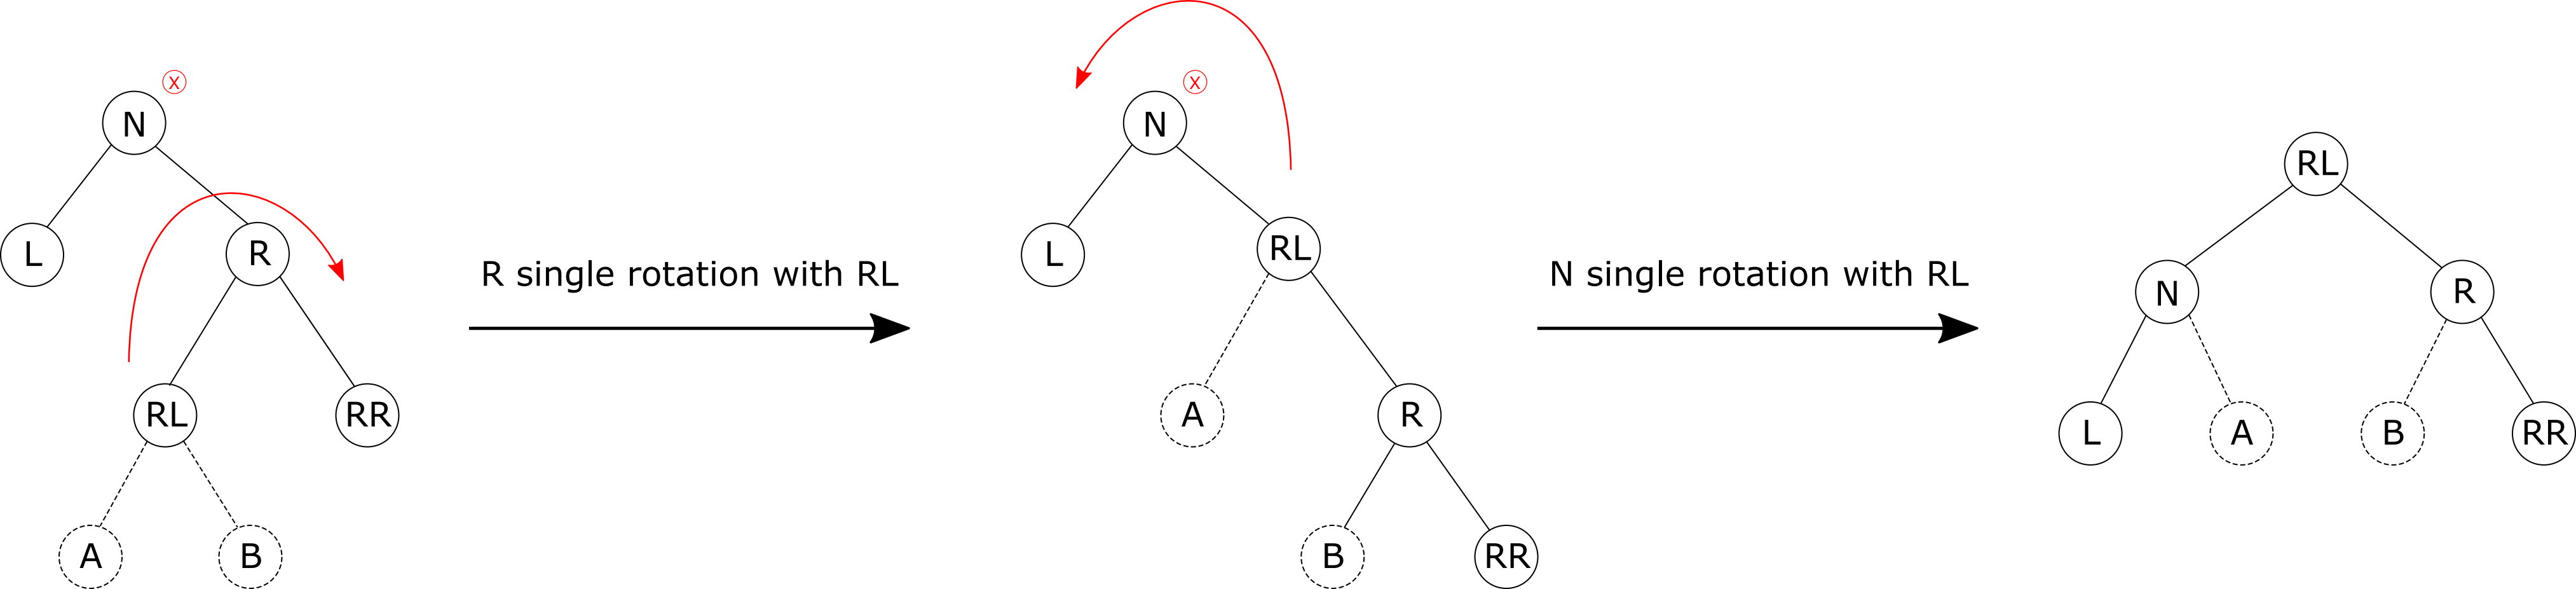 X
N
L
R
RL
RR
A
B
R single rotation with RL
X
N
L
RL
A
R
B
RR
N single rotation with RL
RL
N
R
L
A
B
RR